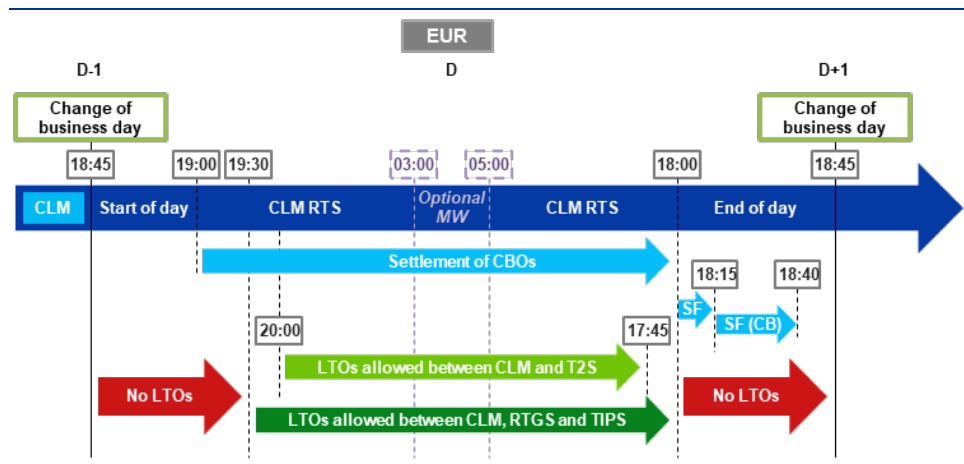 EUR
D-1
D
D+1
Change of
business day
Change of
business day
18:45
19:00
19:30
03:00
05:00
18:00
18:45
CLM
Start of day
CLM RTS
Optional
MW
CLM RTS
End of day
Settlement of CBOs
18:15
18:40
SF
SF (CB)
20:00
17:45
LTOs allowed between CLM and T2S
No LTOs
No LTOs
LTOs allowed between CLM, RTGS and TIPS